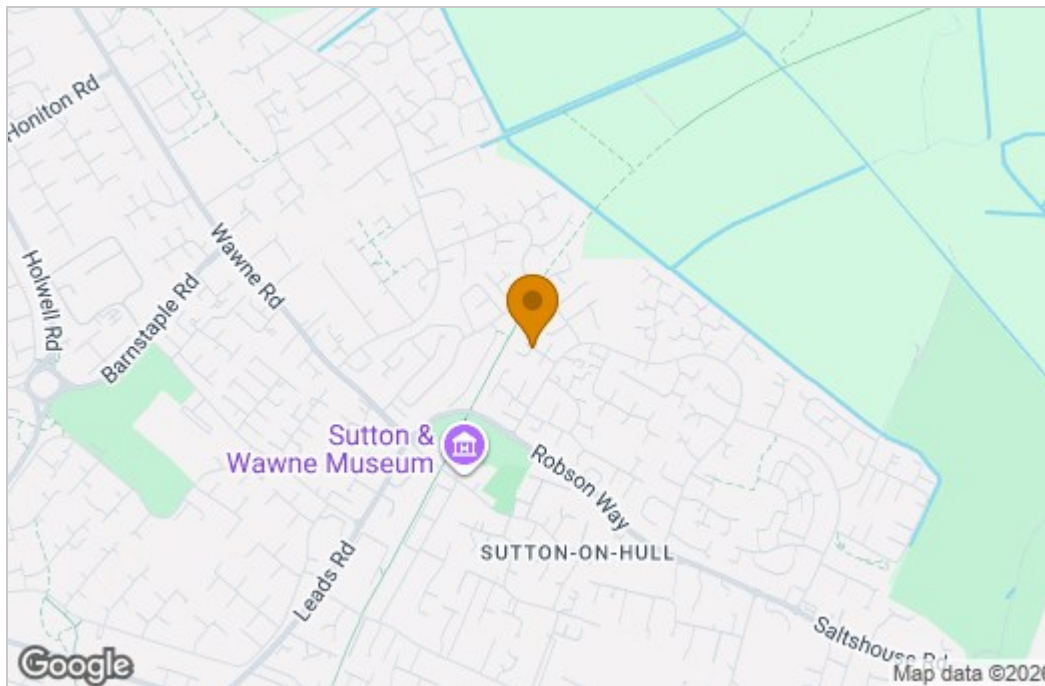 Honiton Rd
Wawne Rd
Holwell Rd
Barnstaple Rd
Sutton &
Wawne Museum
Robson Way
SUTTON-ON-HULL
Leads Rd
Saltshouse Rd
Google
Map data ©2026